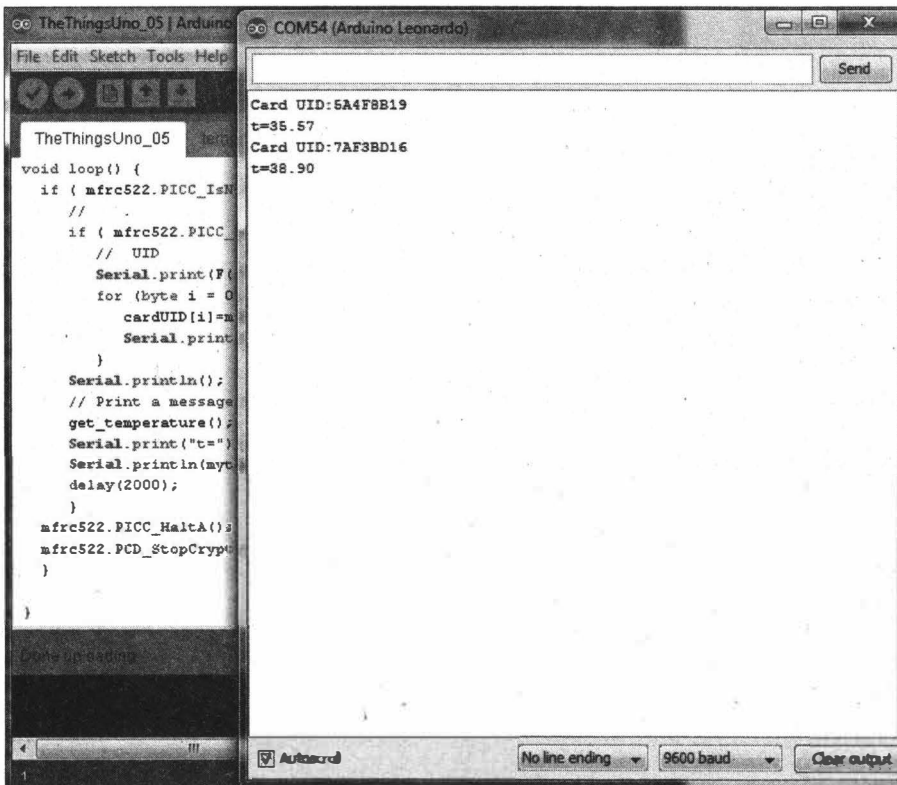 TheThingsUno_05 | Arduino
File Edit Sketch Tools Help
TheThingsUno_05
void loop() {
if ( mfrc522.PICC_IsN
//
if ( mfrc522.PICC_
// UID
Serial.print(F(
for (byte i = 0
cardUID[i]=m
Serial.print
}
Serial.println();
// Print a message
get_temperature();
Serial.print("t=")
Serial.println(myt
delay(2000);
}
mfrc522.PICC_HaltA();
mfrc522.PCD_StopCrypt
}
}
Done uploading
1
COM54 (Arduino Leonardo)
Send
Card UID:5A4F8B19
t=35.57
Card UID:7AF3BD16
t=38.90
Autoscroll
No line ending
9600 baud
Clear output